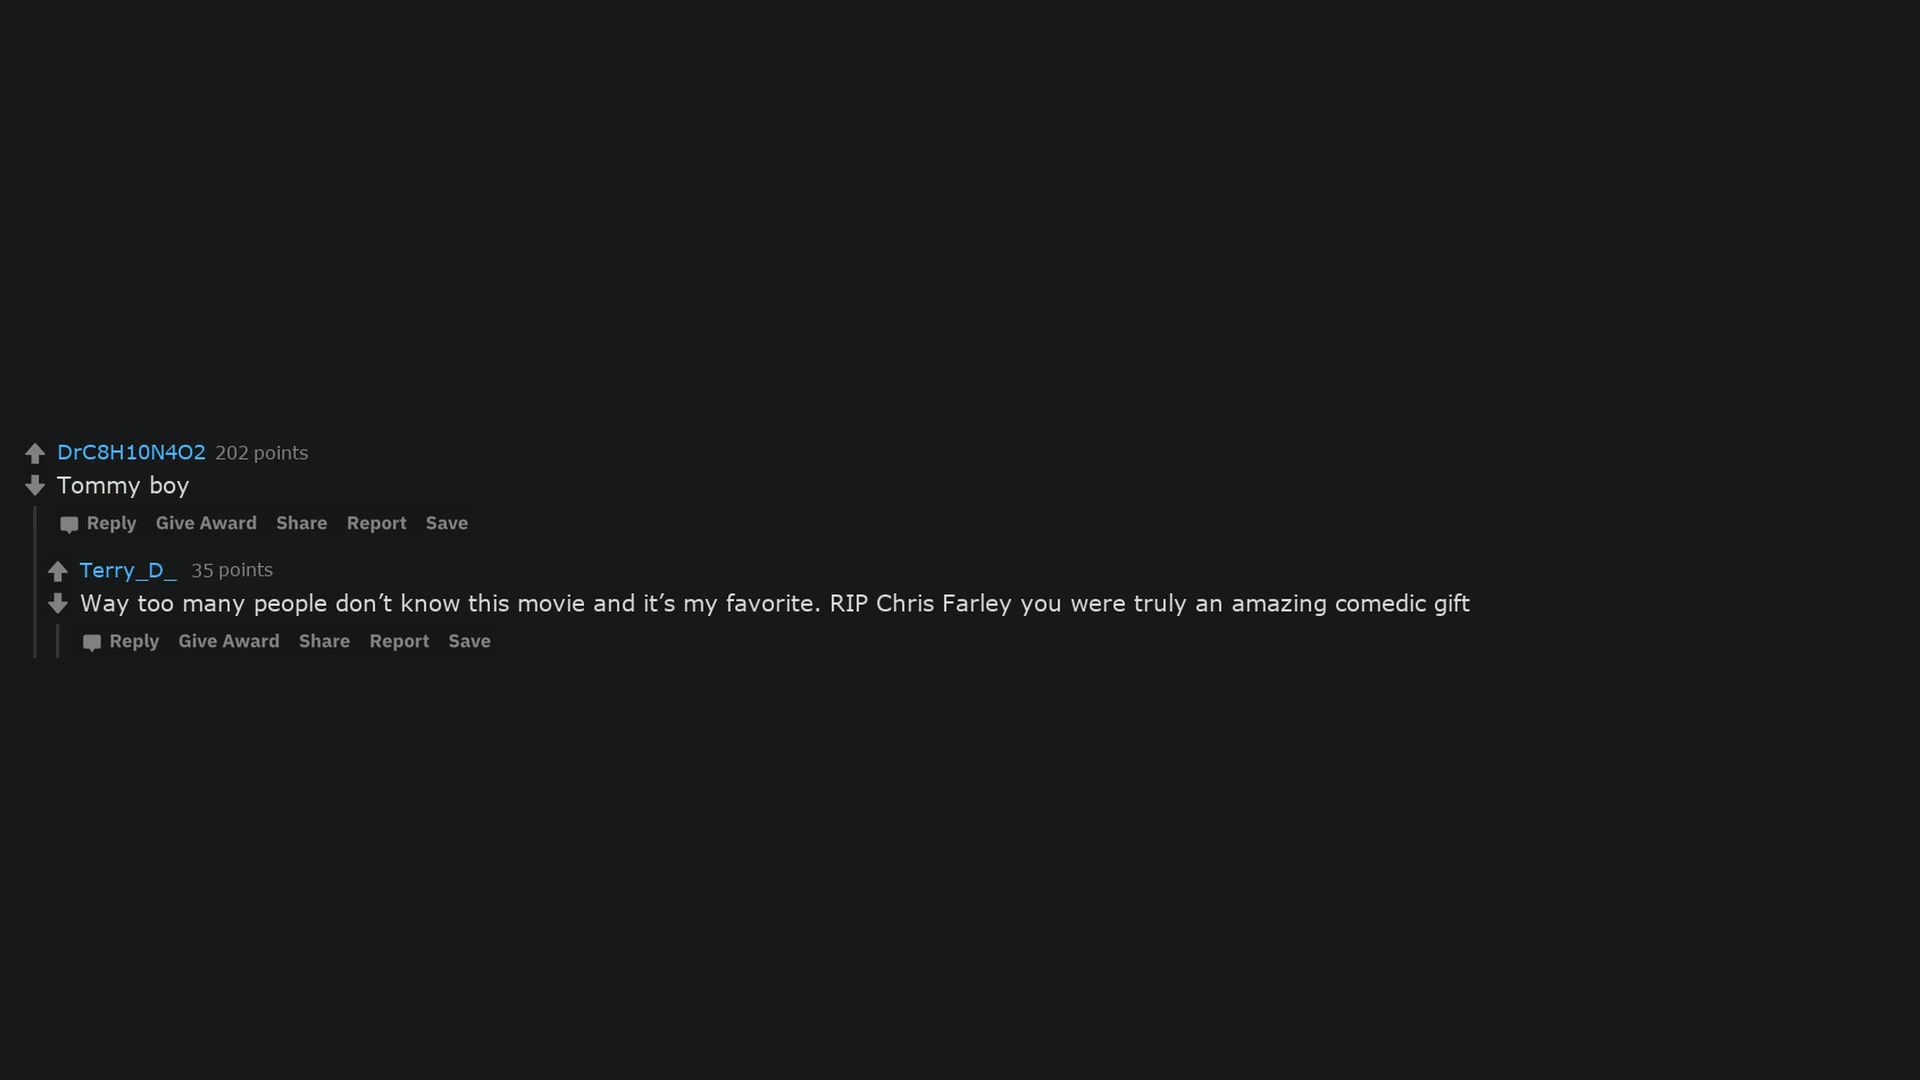 DrC8H10N4O2 202 points
Tommy boy
Reply Give Award Share Report Save
Terry_D_ 35 points
Way too many people don’t know this movie and it’s my favorite. RIP Chris Farley you were truly an amazing comedic gift
Reply Give Award Share Report Save